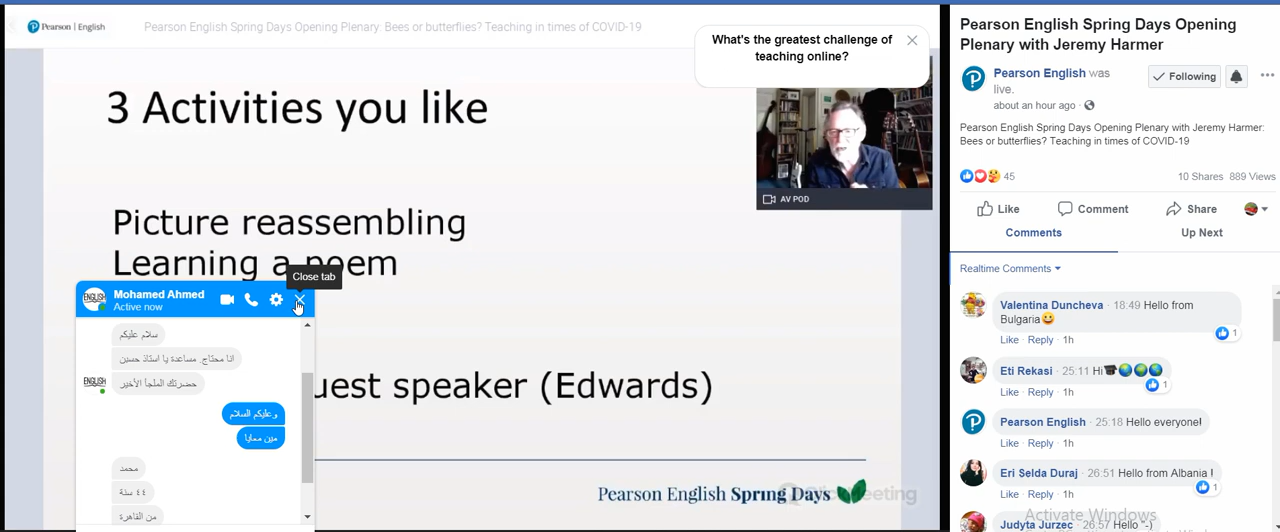 Pearson | English
Pearson English Spring Days Opening Plenary: Bees or butterflies? Teaching in times of COVID-19
What's the greatest challenge of
teaching online?
3 Activities you like
AV POD
Picture reassembling
Learning a poem
uest speaker (Edwards)
Pearson English Spring Days
ClickMeeting
Close tab
ENGLISH
Mohamed Ahmed
Active now
سلام عليكم
انا محتاج. مساعدة يا استاذ حسين
ENGLISH
حضرتك الملجأ الأخير
وعليكم السلام
مين معايا
محمد
٤٤ سنة
من القاهرة
Pearson English Spring Days Opening
Plenary with Jeremy Harmer
Pearson English was
live.
Following
about an hour ago
Pearson English Spring Days Opening Plenary with Jeremy Harmer:
Bees or butterflies? Teaching in times of COVID-19
45
10 Shares 889 Views
Like
Comment
Share
Comments
Up Next
Realtime Comments
Valentina Duncheva 18:49 Hello from
Bulgaria😀
1
Like · Reply · 1h
Eti Rekasi 25:11 Hi🎓🌍🌍🌍
1
Like · Reply · 1h
Pearson English 25:18 Hello everyone!
Like · Reply · 1h
Eri Selda Duraj 26:51 Hello from Albania !
1
Like · Reply · 1h
Judyta Jurzec 26:57 Hello ~-)
Activate Windows